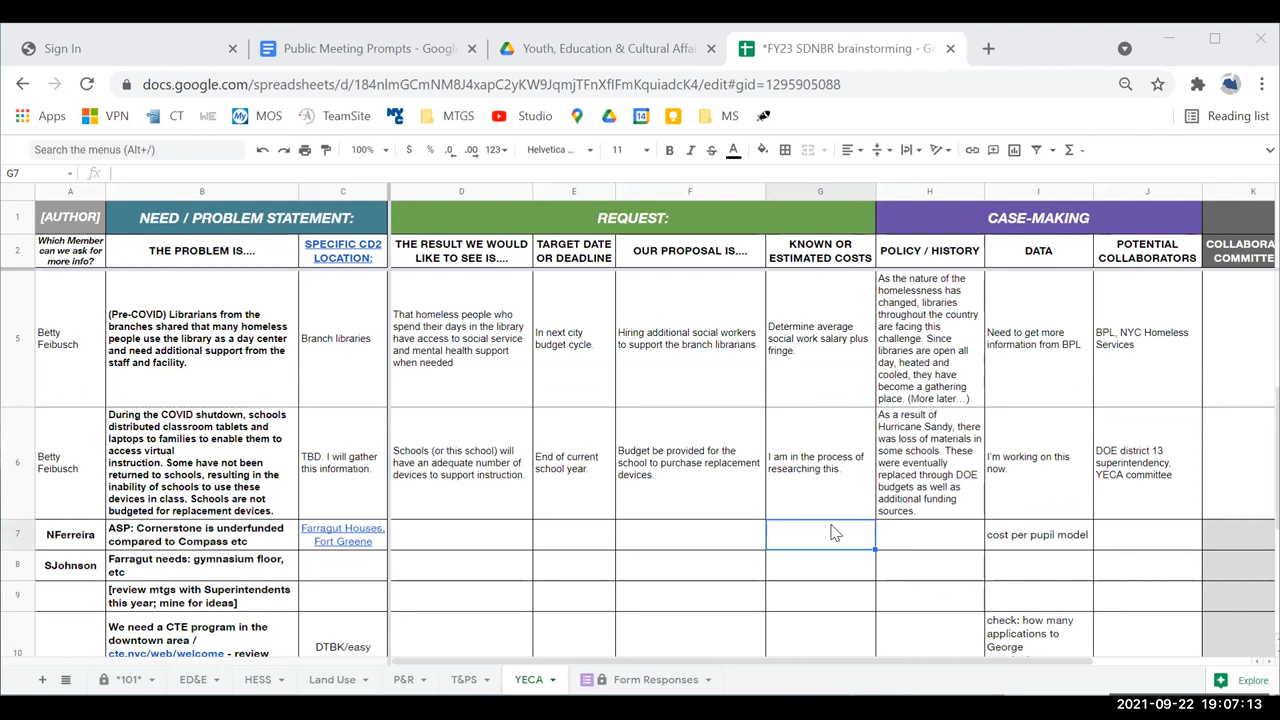 Sign In
Public Meeting Prompts - Google
Youth, Education & Cultural Affai
*FY23 SDNBR brainstorming - Go
docs.google.com/spreadsheets/d/184nlmGCmNM8J4xapC2yKW9JqmjTFnXfIFmKquiadcK4/edit#gid=1295905088
Apps VPN CT WE MOS TeamSite MTGS Studio MS Reading list
Search the menus (Alt+/) 100% $ % .0 .00 123 Helvetica ... 11 B I S A
G7 fx
A B C D E F G H I J K
1 [AUTHOR] NEED / PROBLEM STATEMENT: REQUEST: CASE-MAKING
2
Which Member
can we ask for
more info?
THE PROBLEM IS....
SPECIFIC CD2
LOCATION:
THE RESULT WE WOULD
LIKE TO SEE IS....
TARGET DATE
OR DEADLINE
OUR PROPOSAL IS....
KNOWN OR
ESTIMATED COSTS
POLICY / HISTORY
DATA
POTENTIAL
COLLABORATORS
COLLABORA
COMMITTE
5
Betty
Feibusch
(Pre-COVID) Librarians from the
branches shared that many homeless
people use the library as a day center
and need additional support from the
staff and facility.
Branch libraries
That homeless people who
spend their days in the library
have access to social service
and mental health support
when needed
In next city
budget cycle.
Hiring additional social workers
to support the branch librarians
Determine average
social work salary plus
fringe.
As the nature of the
homelessness has
changed, libraries
throughout the country
are facing this
challenge. Since
libraries are open all
day, heated and
cooled, they have
become a gathering
place. (More later…)
Need to get more
information from BPL
BPL, NYC Homeless
Services
6
Betty
Feibusch
During the COVID shutdown, schools
distributed classroom tablets and
laptops to families to enable them to
access virtual
instruction. Some have not been
returned to schools, resulting in the
inability of schools to use these
devices in class. Schools are not
budgeted for replacement devices.
TBD. I will gather
this information.
Schools (or this school) will
have an adequate number of
devices to support instruction.
End of current
school year.
Budget be provided for the
school to purchase replacement
devices.
I am in the process of
researching this.
As a result of
Hurricane Sandy, there
was loss of materials in
some schools. These
were eventually
replaced through DOE
budgets as well as
additional funding
sources.
I'm working on this
now.
DOE district 13
superintendency,
YECA committee
7
NFerreira
ASP: Cornerstone is underfunded
compared to Compass etc
Farragut Houses,
Fort Greene
cost per pupil model
8
SJohnson
Farragut needs: gymnasium floor,
etc
9
[review mtgs with Superintendents
this year; mine for ideas]
10
We need a CTE program in the
downtown area /
cte.nyc/web/welcome - review
DTBK/easy
check: how many
applications to
George
*101* ED&E HESS Land Use P&R T&PS YECA Form Responses Explore
2021-09-22 19:07:13